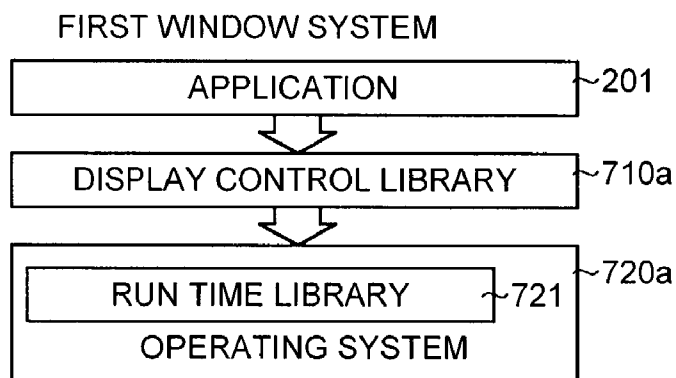 FIRST WINDOW SYSTEM
APPLICATION 201
DISPLAY CONTROL LIBRARY 710a
720a
RUN TIME LIBRARY 721
OPERATING SYSTEM